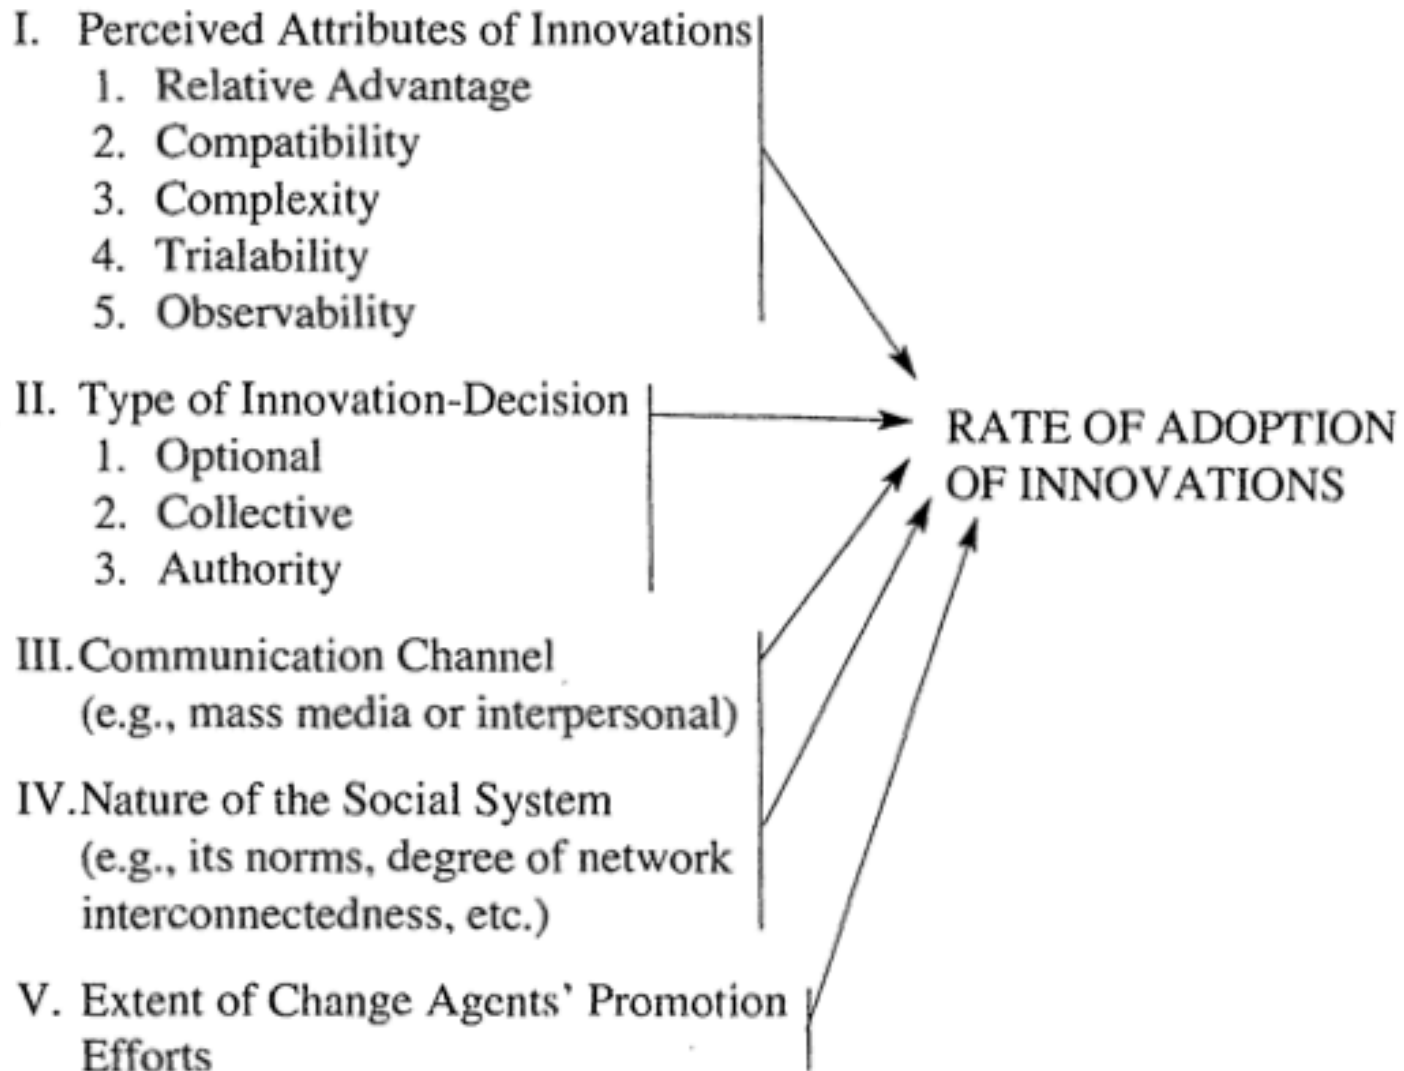 I. Perceived Attributes of Innovations
1. Relative Advantage
2. Compatibility
3. Complexity
4. Trialability
5. Observability
II. Type of Innovation-Decision
1. Optional
2. Collective
3. Authority
RATE OF ADOPTION
OF INNOVATIONS
III. Communication Channel
(e.g., mass media or interpersonal)
IV. Nature of the Social System
(e.g., its norms, degree of network
interconnectedness, etc.)
V. Extent of Change Agents' Promotion
Efforts